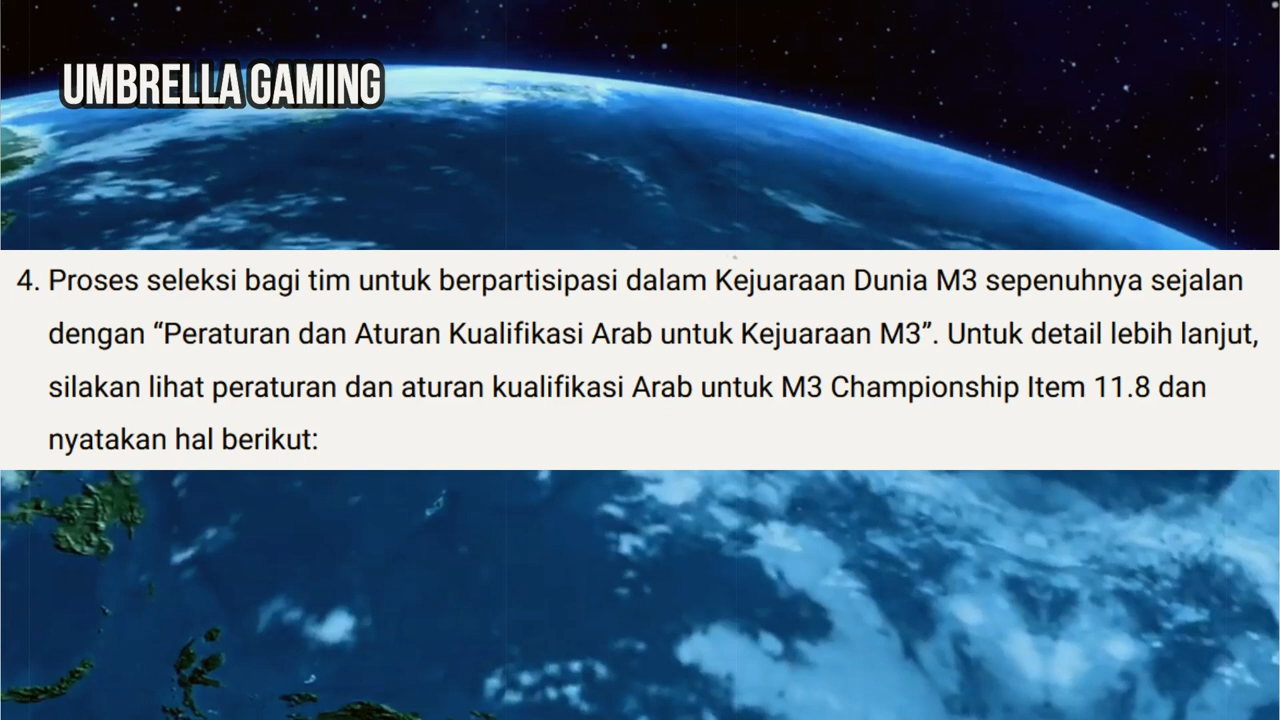 UMBRELLA GAMING
4. Proses seleksi bagi tim untuk berpartisipasi dalam Kejuaraan Dunia M3 sepenuhnya sejalan
dengan “Peraturan dan Aturan Kualifikasi Arab untuk Kejuaraan M3”. Untuk detail lebih lanjut,
silakan lihat peraturan dan aturan kualifikasi Arab untuk M3 Championship Item 11.8 dan
nyatakan hal berikut: